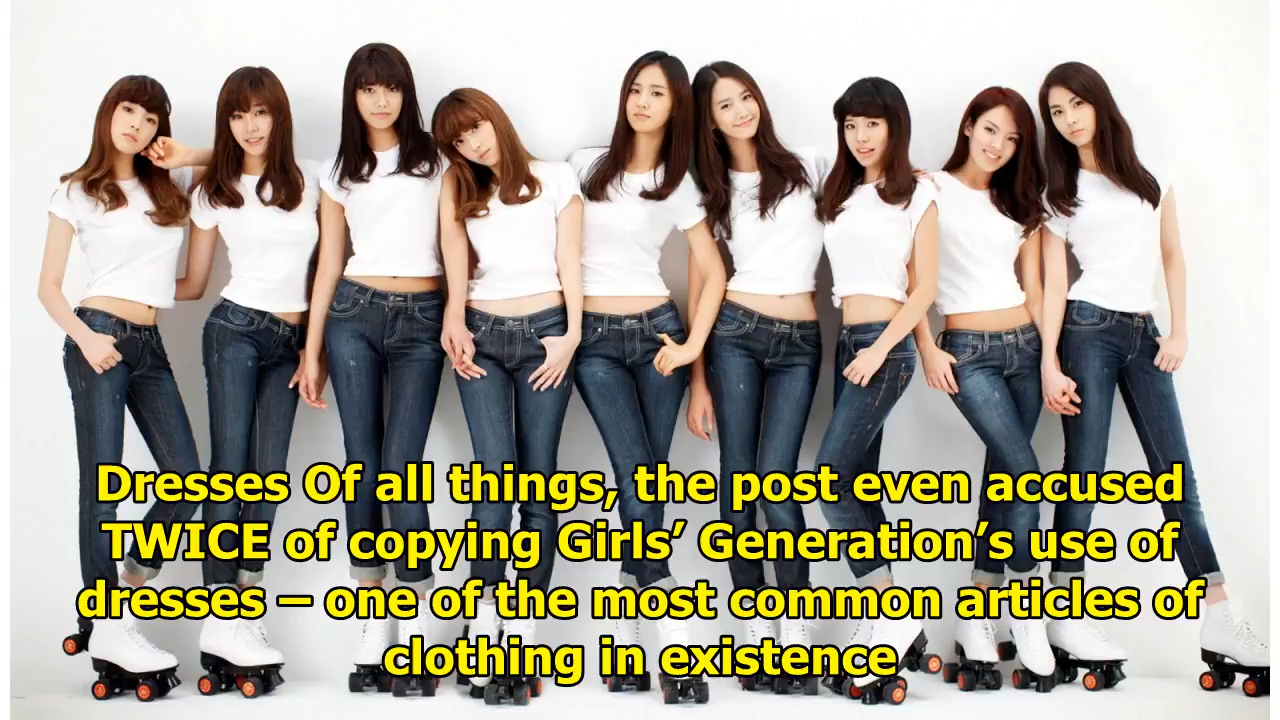 Dresses Of all things, the post even accused
TWICE of copying Girls’ Generation’s use of
dresses – one of the most common articles of
clothing in existence